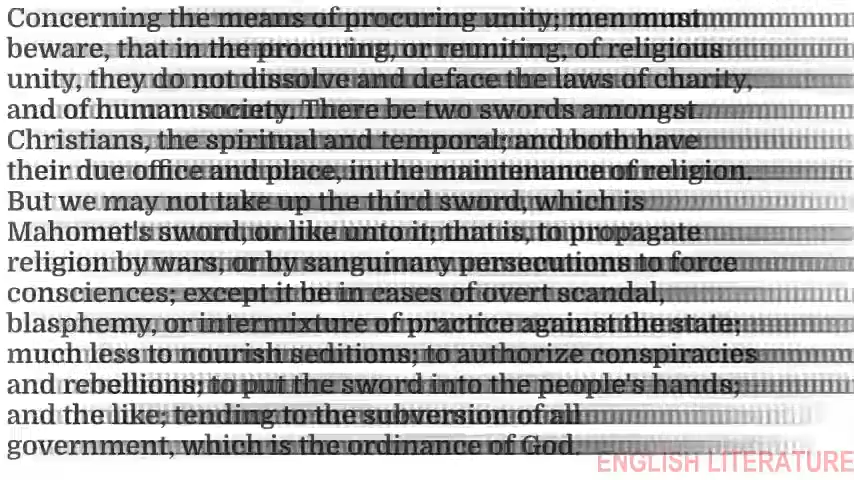 Concerning the means of procuring unity; men must
beware, that in the procuring, or reuniting, of religious
unity, they do not dissolve and deface the laws of charity,
and of human society. There be two swords amongst
Christians, the spiritual and temporal; and both have
their due office and place, in the maintenance of religion.
But we may not take up the third sword, which is
Mahomet's sword, or like unto it; that is, to propagate
religion by wars, or by sanguinary persecutions to force
consciences; except it be in cases of overt scandal,
blasphemy, or intermixture of practice against the state;
much less to nourish seditions; to authorize conspiracies
and rebellions; to put the sword into the people's hands;
and the like; tending to the subversion of all
government, which is the ordinance of God.
ENGLISH LITERATURE